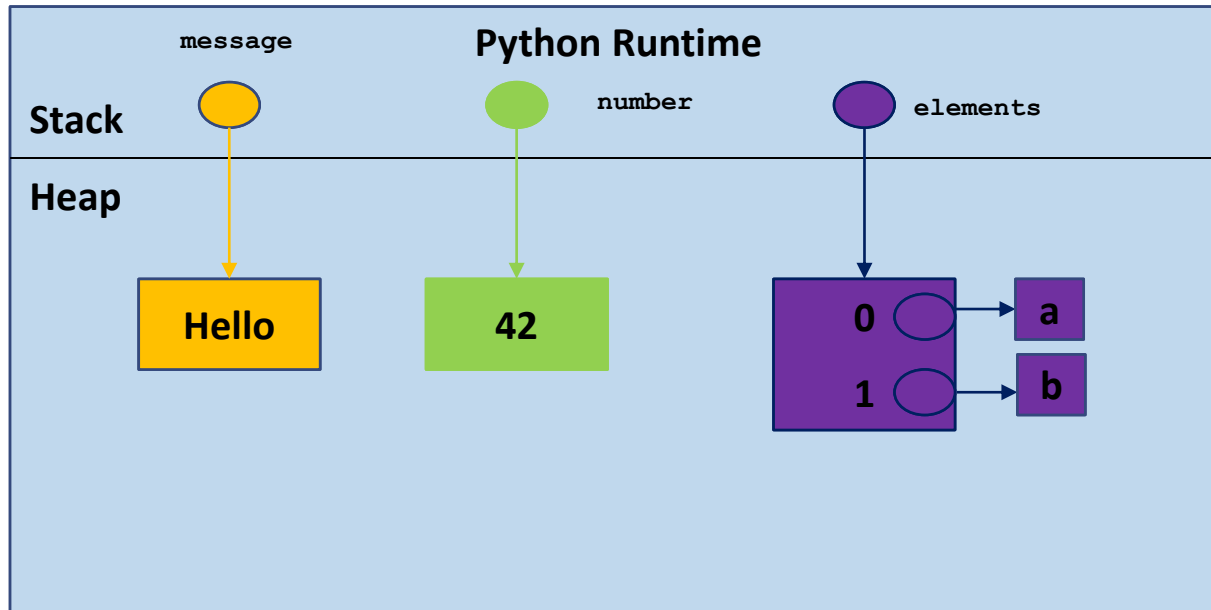 message
Python Runtime
number
elements
Stack
Heap
Hello
42
0
a
1
b